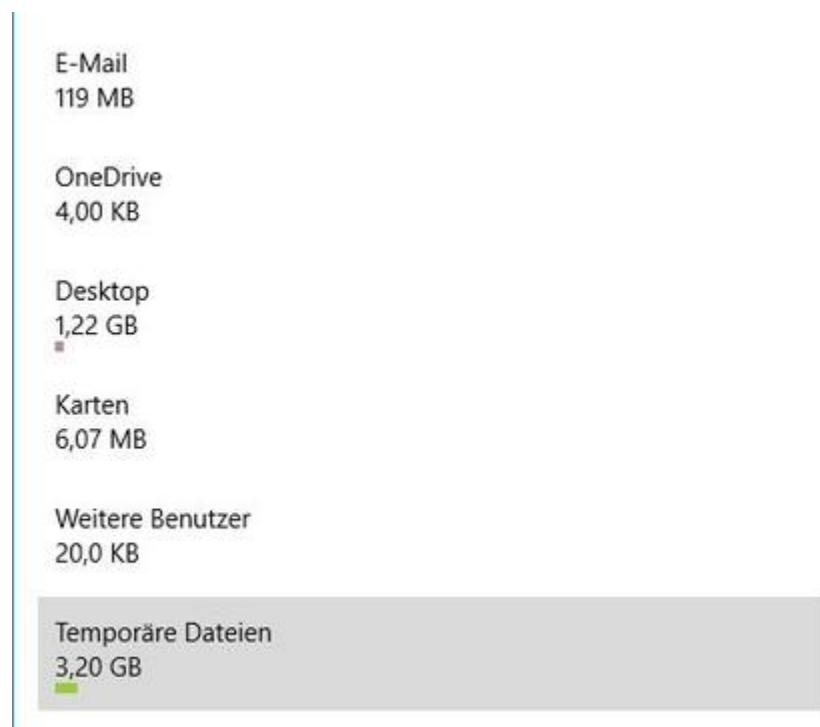 E-Mail
119 MB
OneDrive
4,00 KB
Desktop
1,22 GB
Karten
6,07 MB
Weitere Benutzer
20,0 KB
Temporäre Dateien
3,20 GB